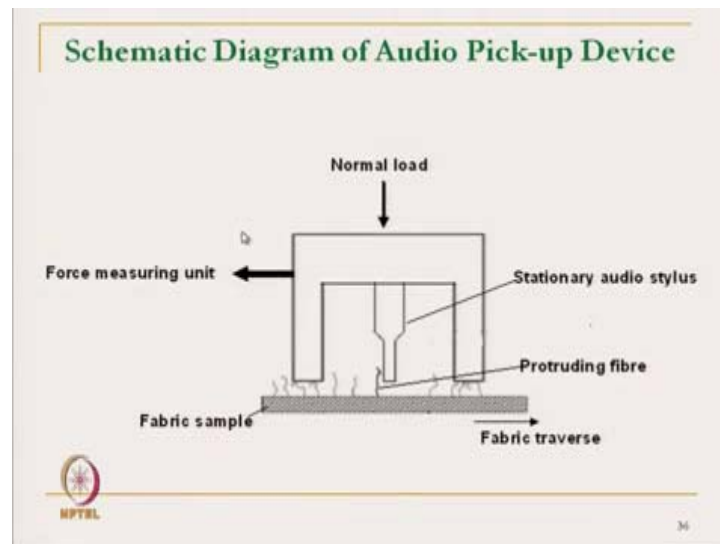 Schematic Diagram of Audio Pick-up Device
Normal load
Force measuring unit
Stationary audio stylus
Protruding fibre
Fabric sample
Fabric traverse
NPTEL
36